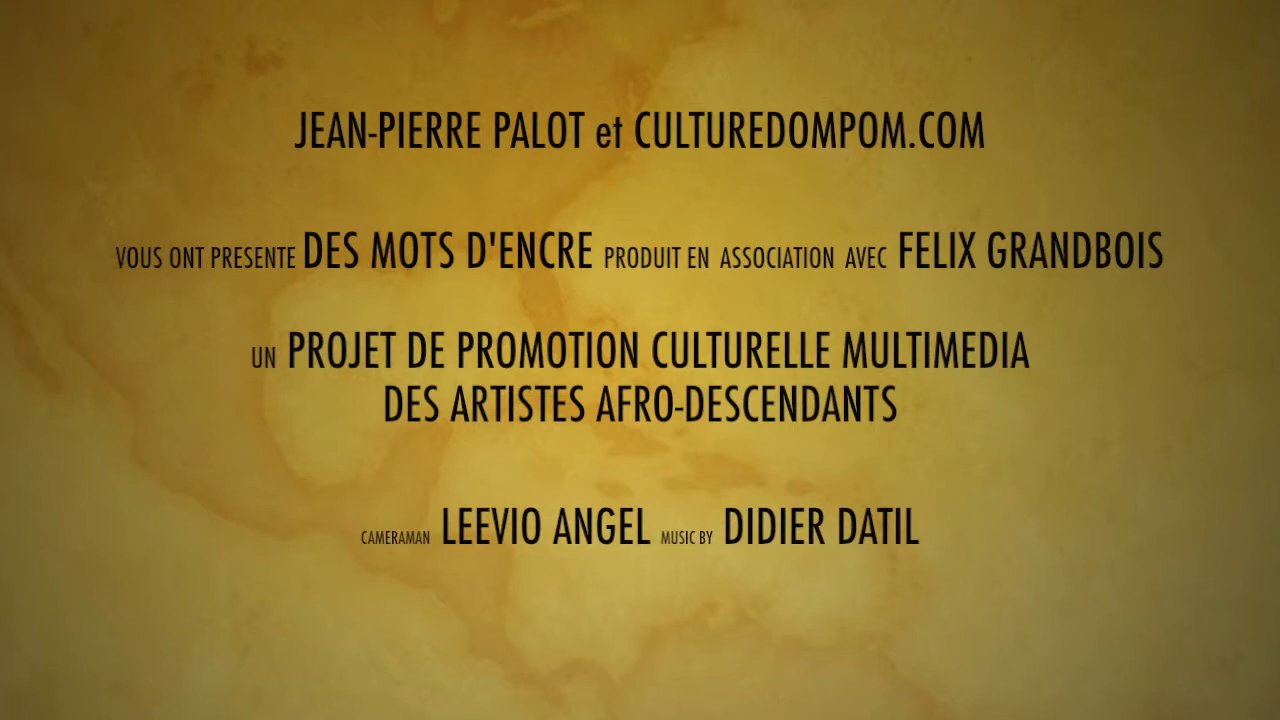 JEAN-PIERRE PALOT et CULTUREDOMPOM.COM
VOUS ONT PRESENTE DES MOTS D'ENCRE PRODUIT EN ASSOCIATION AVEC FELIX GRANDBOIS
UN PROJET DE PROMOTION CULTURELLE MULTIMEDIA
DES ARTISTES AFRO-DESCENDANTS
CAMERAMAN LEEVIO ANGEL MUSIC BY DIDIER DATIL